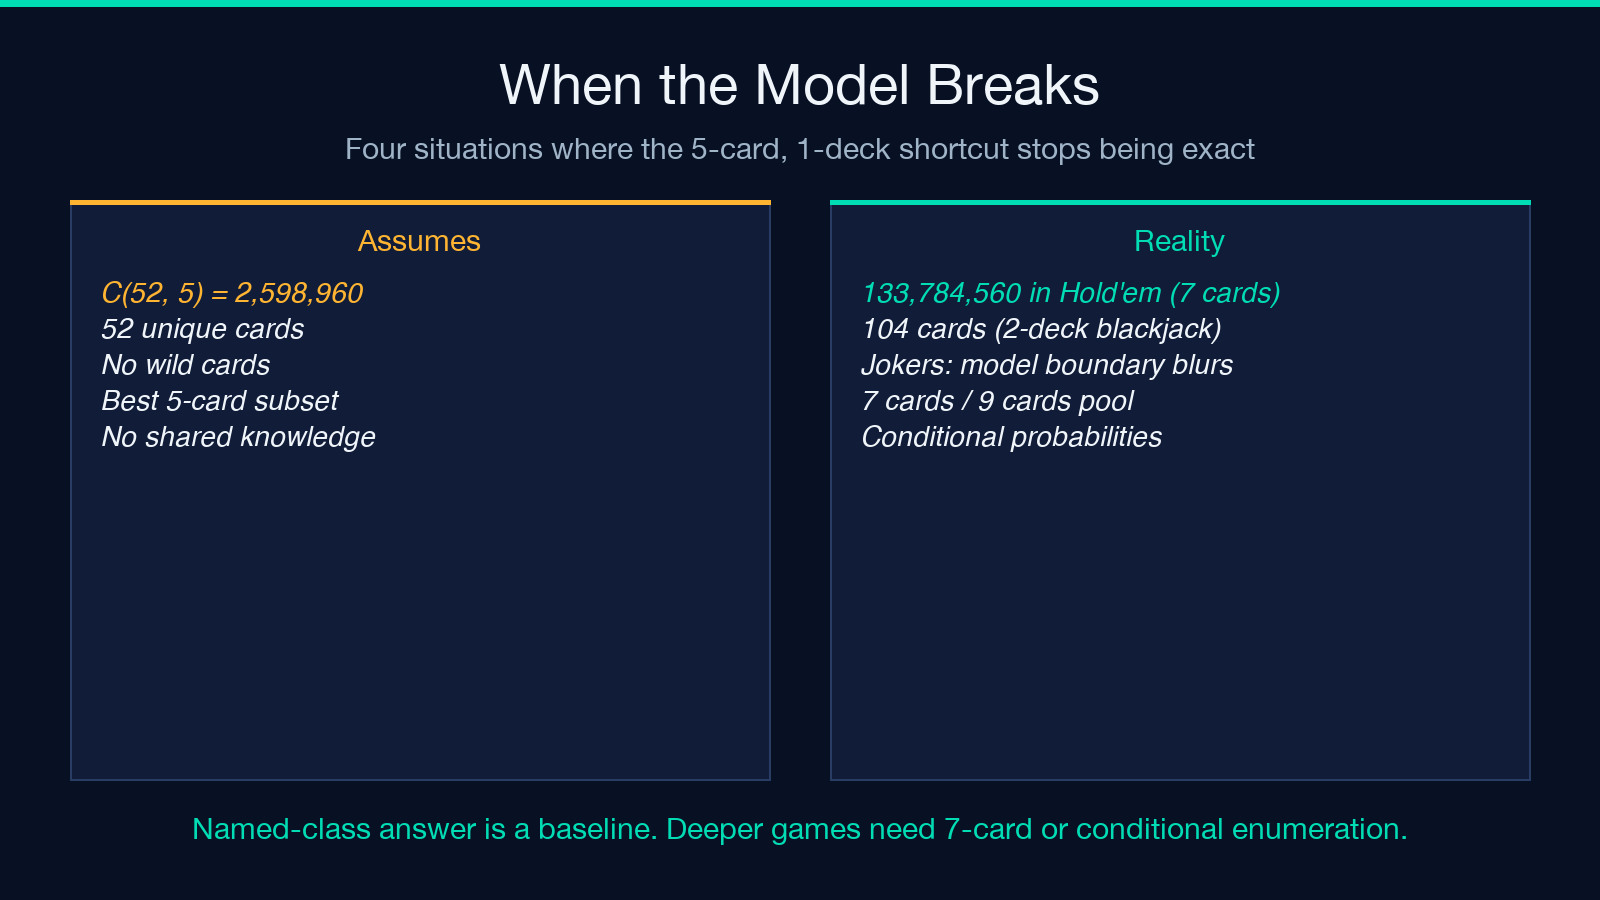 When the Model Breaks
Four situations where the 5-card, 1-deck shortcut stops being exact
Assumes
C(52, 5) = 2,598,960
52 unique cards
No wild cards
Best 5-card subset
No shared knowledge
Reality
133,784,560 in Hold'em (7 cards)
104 cards (2-deck blackjack)
Jokers: model boundary blurs
7 cards / 9 cards pool
Conditional probabilities
Named-class answer is a baseline. Deeper games need 7-card or conditional enumeration.